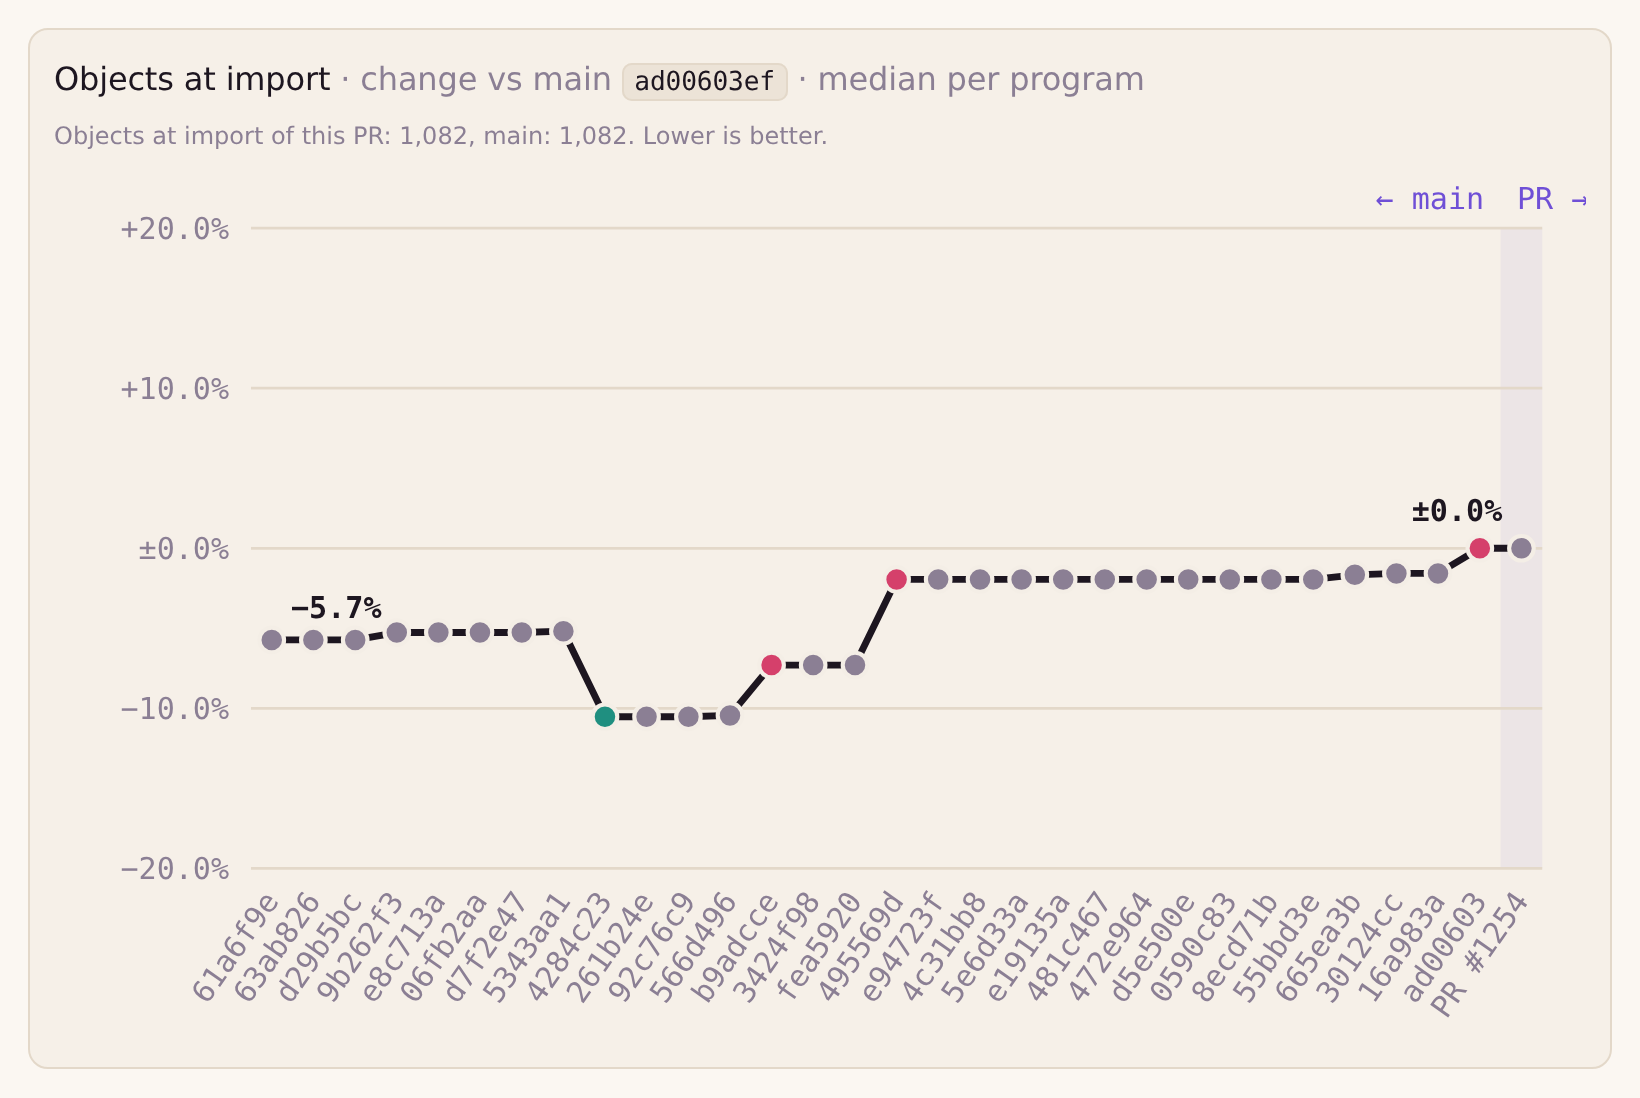 Objects at import · change vs main ad00603ef · median per program
Objects at import of this PR: 1,082, main: 1,082. Lower is better.
← main PR →
+20.0%
+10.0%
±0.0%
−10.0%
−20.0%
−5.7%
±0.0%
61a6f9e
63ab826
d29b5bc
9b262f3
e8c713a
06fb2aa
d7f2e47
5343aa1
4284c23
261b24e
92c76c9
566d496
b9adcce
3424f98
fea5920
495569d
e94723f
4c31bb8
5e6d33a
e19135a
481c467
472e964
d5e500e
0590c83
8ecd71b
55bbd3e
665ea3b
30124cc
16a983a
ad00603
PR #1254